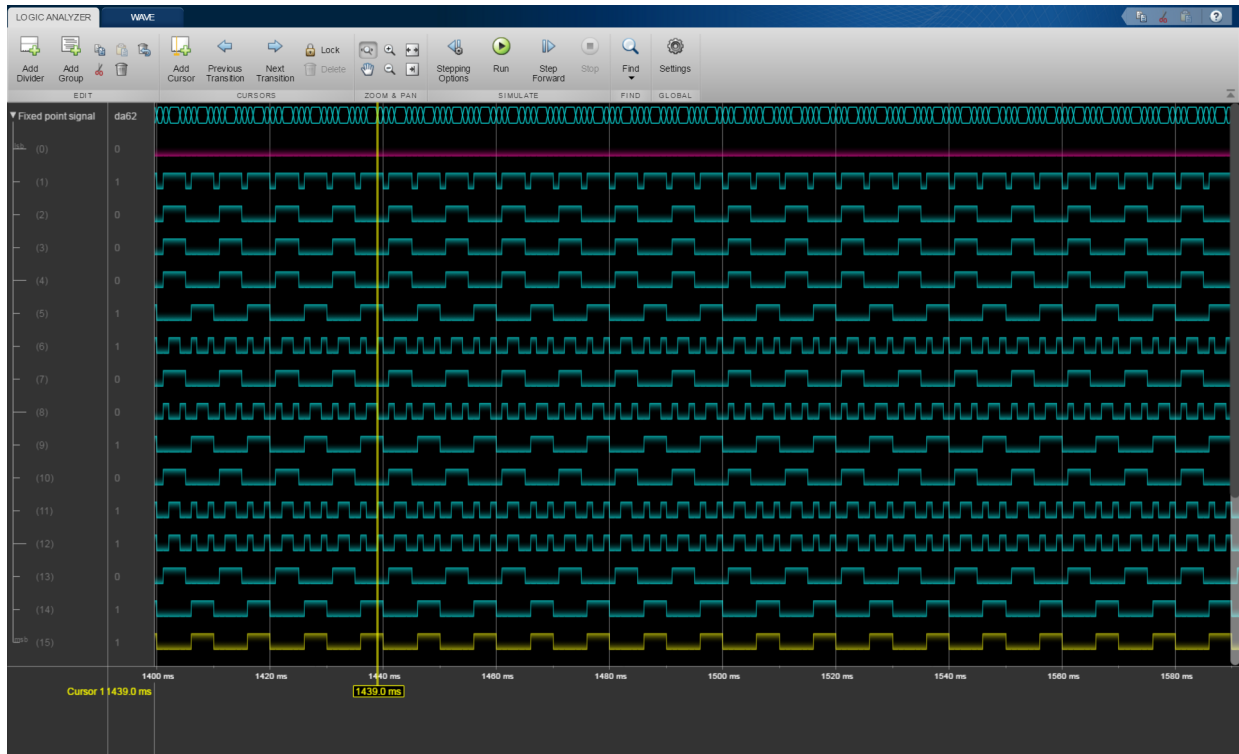 LOGIC ANALYZER WAVE
Add Divider
Add Group
Add Cursor
Previous Transition
Next Transition
Lock
Delete
Stepping Options
Run
Step Forward
Stop
Find
Settings
?
EDIT CURSORS ZOOM & PAN SIMULATE FIND GLOBAL
Fixed point signal da62
lsb (0) 0
(1) 1
(2) 0
(3) 0
(4) 0
(5) 1
(6) 1
(7) 0
(8) 0
(9) 1
(10) 0
(11) 1
(12) 1
(13) 0
(14) 1
msb (15) 1
1400 ms 1420 ms 1440 ms 1460 ms 1480 ms 1500 ms 1520 ms 1540 ms 1560 ms 1580 ms
Cursor 1 1439.0 ms 1439.0 ms